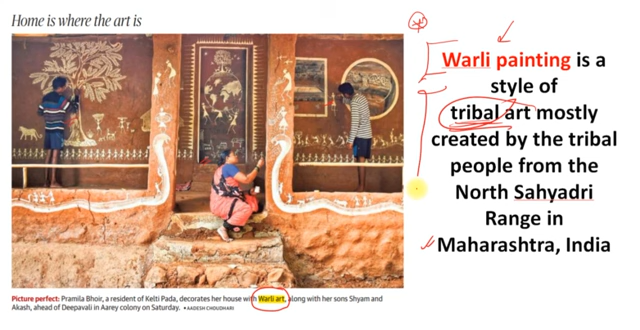 Home is where the art is
Warli painting is a
style of
tribal art mostly
created by the tribal
people from the
North Sahyadri
Range in
Maharashtra, India
Picture perfect: Pramila Bhoir, a resident of Kelti Pada, decorates her house with Warli art, along with her sons Shyam and
Akash, ahead of Deepavali in Aarey colony on Saturday. • AADESH CHOUDHARI